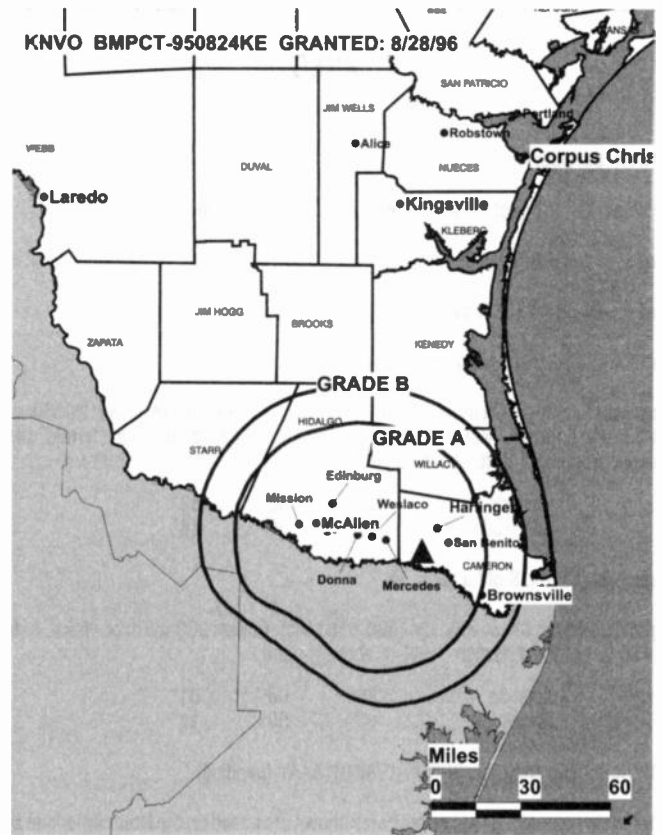 KNVO BMPCT-950824KE GRANTED: 8/28/96
SAN PATRICIO
JIM WELLS
Portland
Robstown
Alice
WEBB
DUVAL
NUECES
Corpus Chris
Laredo
Kingsville
KLEBERG
JIM HOGG
BROOKS
ZAPATA
KENEDY
GRADE B
HIDALGO
GRADE A
STARR
WILLACY
Edinburg
Mission
Weslaco
Harlingen
McAllen
San Benito
Donna
Mercedes
CAMERON
Brownsville
Miles
0 30 60